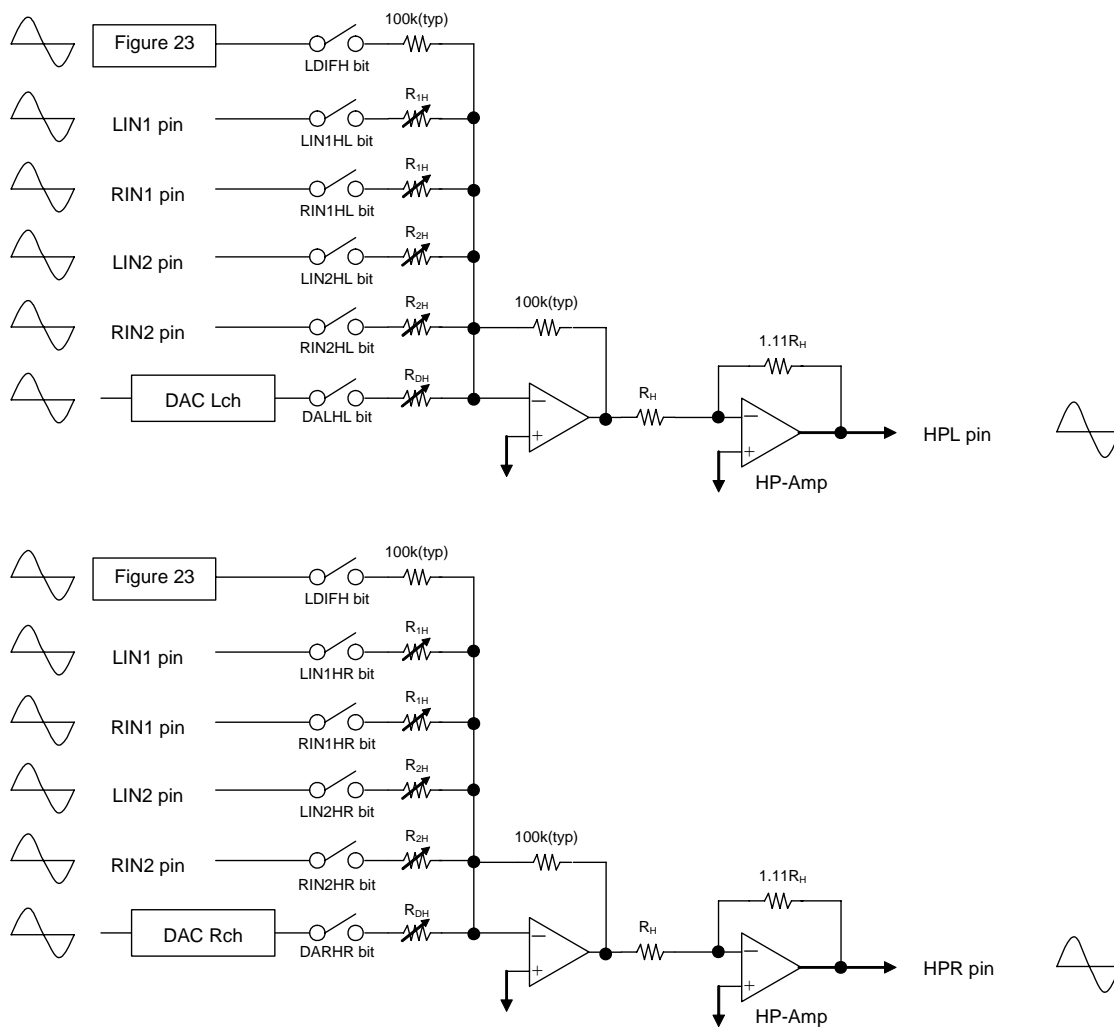 100k(typ)
Figure 23
LDIFH bit
R1H
LIN1 pin
LIN1HL bit
R1H
RIN1 pin
RIN1HL bit
R2H
LIN2 pin
LIN2HL bit
R2H
100k(typ)
RIN2 pin
RIN2HL bit
1.11RH
RDH
DAC Lch
RH
DALHL bit
−
+
−
+
HPL pin
HP-Amp
100k(typ)
Figure 23
LDIFH bit
R1H
LIN1 pin
LIN1HR bit
R1H
RIN1 pin
RIN1HR bit
R2H
LIN2 pin
LIN2HR bit
R2H
100k(typ)
RIN2 pin
RIN2HR bit
1.11RH
RDH
DAC Rch
RH
DARHR bit
−
+
−
+
HPR pin
HP-Amp